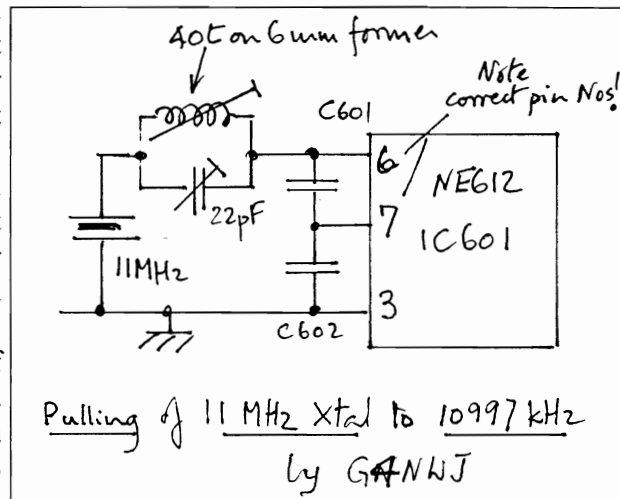 40t on 6mm former
Note
correct pin Nos!
C601
6
NE612
22pF
7
IC601
11MHz
3
C602
Pulling of 11 MHz Xtal to 10997 kHz
by G4NWJ